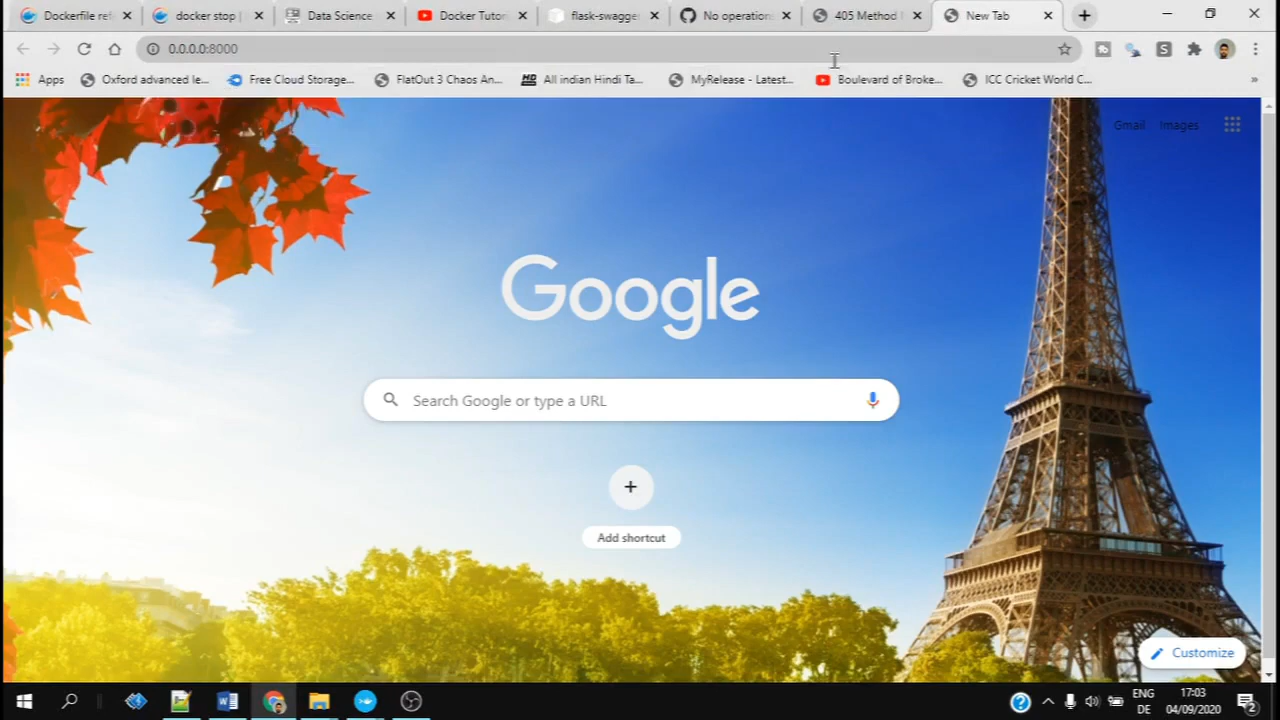 Dockerfile ref
docker stop |
Data Science
Docker Tutor
flask-swagge
No operation
405 Method
New Tab
0.0.0.0:8000
Apps
Oxford advanced le...
Free Cloud Storage...
FlatOut 3 Chaos An...
HD
All indian Hindi Ta...
MyRelease - Latest...
Boulevard of Broke...
ICC Cricket World C...
»
Gmail Images
Google
Search Google or type a URL
Add shortcut
Customize
ENG
DE
17:03
04/09/2020
2